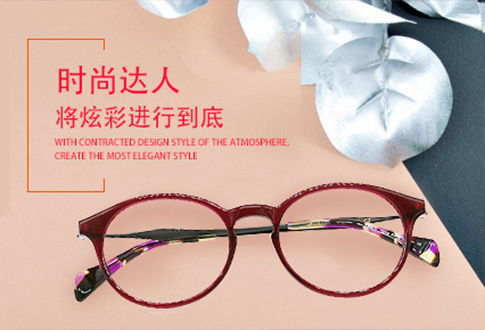 时尚达人
将炫彩进行到底
WITH CONTRACTED DESIGN STYLE OF THE ATMOSPHERE,
CREATE THE MOST ELEGANT STYLE